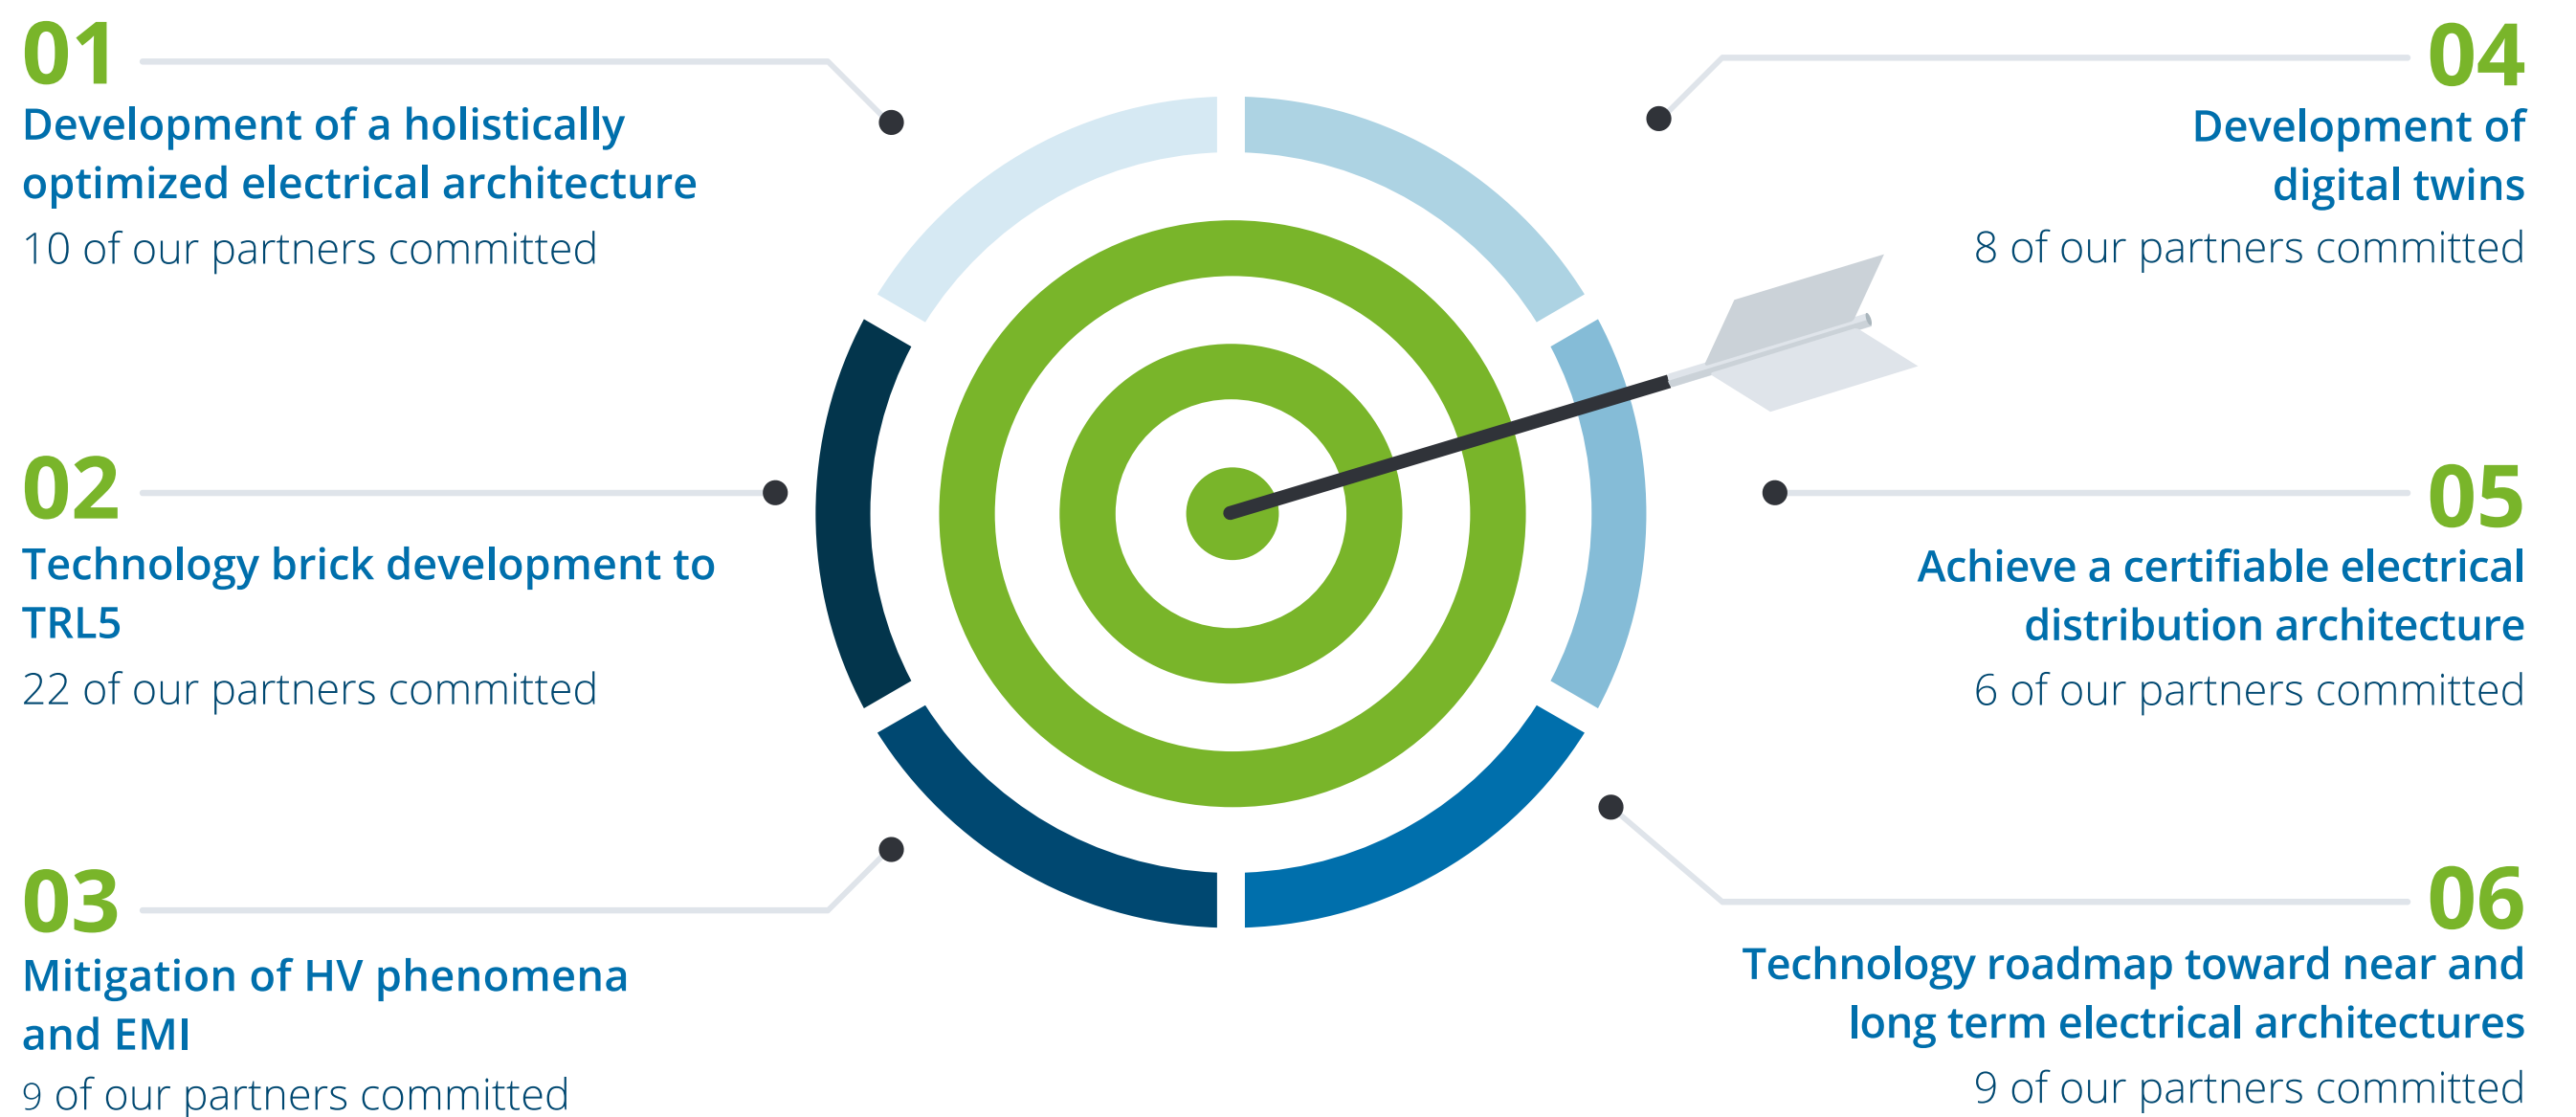 01
Development of a holistically
optimized electrical architecture
10 of our partners committed
02
Technology brick development to
TRL5
22 of our partners committed
03
Mitigation of HV phenomena
and EMI
9 of our partners committed
04
Development of
digital twins
8 of our partners committed
05
Achieve a certifiable electrical
distribution architecture
6 of our partners committed
06
Technology roadmap toward near and
long term electrical architectures
9 of our partners committed